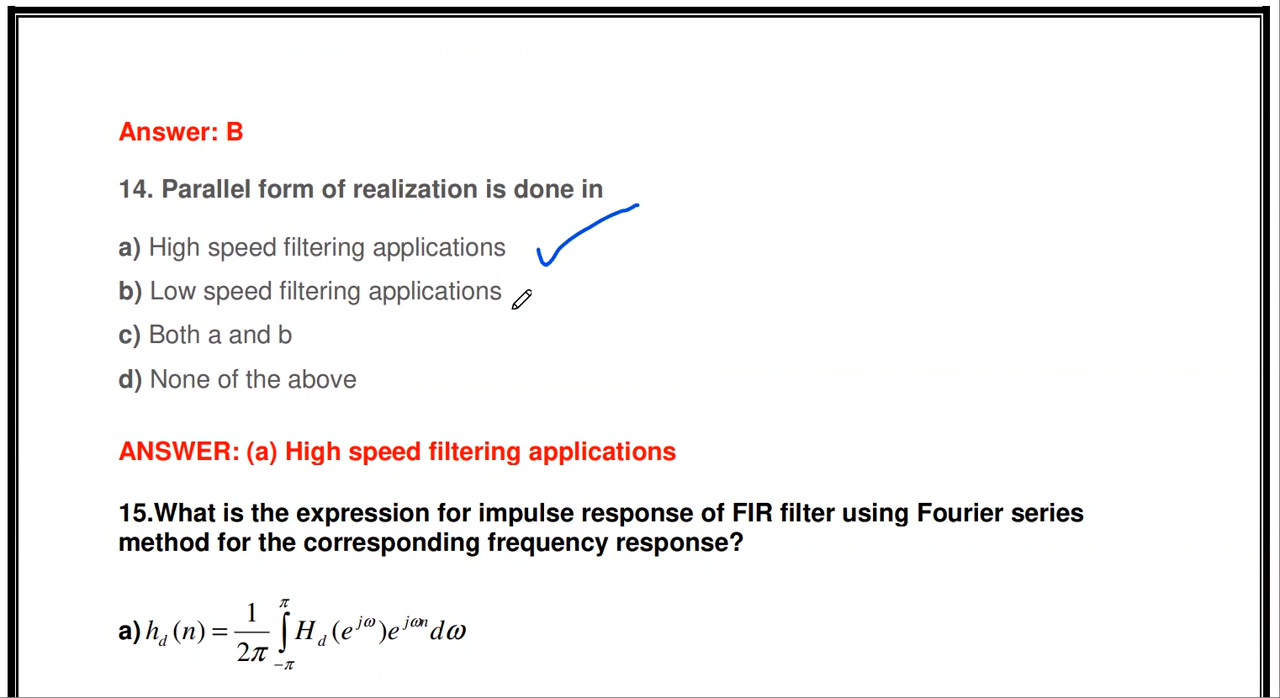 Answer: B
14. Parallel form of realization is done in
a) High speed filtering applications
b) Low speed filtering applications
c) Both a and b
d) None of the above
ANSWER: (a) High speed filtering applications
15.What is the expression for impulse response of FIR filter using Fourier series
method for the corresponding frequency response?
a) h_d(n) = \frac{1}{2π} \int_{-π}^{π} H_d(e^{jω})e^{jωn}dω